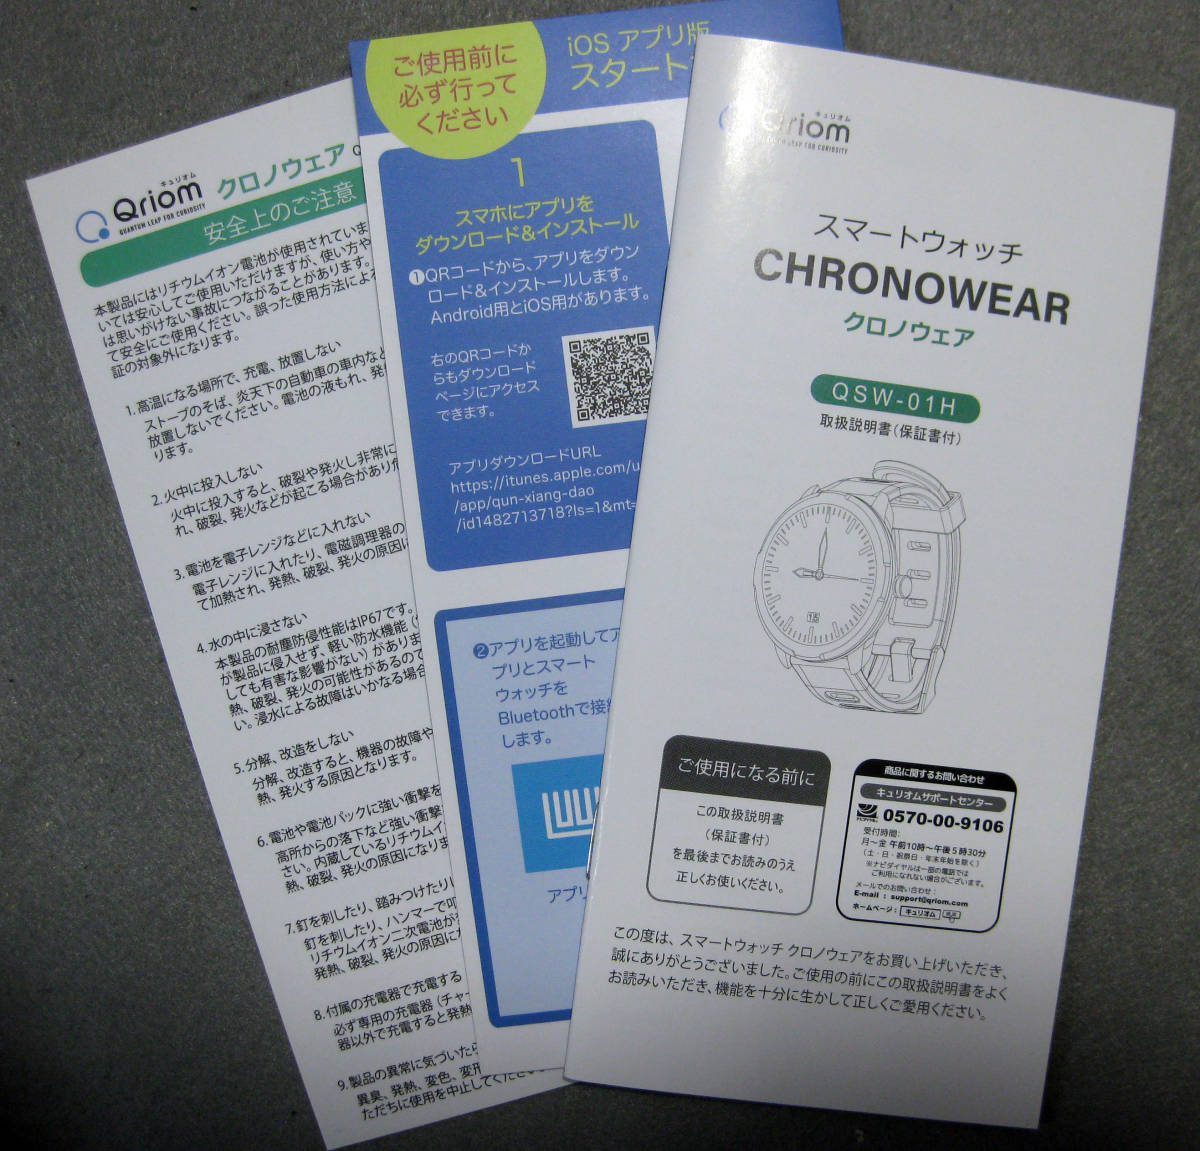 キュリオム
Qriom
QUANTUM LEAP FOR CURIOSITY
クロノウェア
安全上のご注意
本製品にはリチウムイオン電池が使用されていま
いては安心してご使用いただけますが、使い方や
は思いがけない事故につながることがあります。
て安全にご使用ください。誤った使用方法による
証の対象外になります。
1. 高温になる場所で、充電、放置しない
ストーブのそば、炎天下の自動車の車内など
放置しないでください。電池の液もれ、発
ります。
2. 火中に投入しない
火中に投入すると、破裂や発火し非常に
れ、破裂、発火などが起こる場合があり
3. 電池を電子レンジなどに入れない
電子レンジに入れたり、電磁調理器の
て加熱され、発熱、破裂、発火の原因に
4. 水の中に浸さない
本製品の耐塵防侵性能はIP67です。
が製品に侵入せず、軽い防水機能
しても有害な影響がない）がありま
熱、破裂、発火の可能性があるので
い。浸水による故障はいかなる場合
5. 分解、改造をしない
分解、改造すると、機器の故障や
熱、発火する原因となります。
6. 電池や電池パックに強い衝撃を
高所からの落下など強い衝撃
さい。内蔵しているリチウムイ
熱、破裂、発火の原因になりま
7. 釘を刺したり、踏みつけたり
釘を刺したり、ハンマーで叩
リチウムイオン二次電池が
発熱、破裂、発火の原因に
8. 付属の充電器で充電する
必ず専用の充電器（チャー
器以外で充電すると発熱
9. 製品の異常に気づいたら
異臭、発熱、変色、変形
ただちに使用を中止してください
ご使用前に
必ず行って
ください
iOS アプリ版
スタート
1
スマホにアプリを
ダウンロード&インストール
❶QRコードから、アプリをダウン
ロード&インストールします。
Android用とiOS用があります。
右のQRコードか
らもダウンロード
ページにアクセス
できます。
アプリダウンロードURL
https://itunes.apple.com/u
/app/qun-xiang-dao
/id1482713718?ls=1&mt=
❷アプリを起動してア
プリとスマート
ウォッチを
Bluetoothで接続
します。
アプリ
キュリオム
Qriom
LEAP FOR CURIOSITY
スマートウォッチ
CHRONOWEAR
クロノウェア
QSW-01H
取扱説明書（保証書付）
15
ご使用になる前に
この取扱説明書
（保証書付）
を最後までお読みのうえ
正しくお使いください。
商品に関するお問い合わせ
キュリオムサポートセンター
0570-00-9106
受付時間：
月～金 午前10時～午後5時30分
（土・日・祝祭日・年末年始を除く）
※ナビダイヤルは一部の電話では
ご利用になれない場合がございます。
メールでのお問い合わせ：
E-mail : support@qriom.com
ホームページ： キュリオム 検索
この度は、スマートウォッチ クロノウェアをお買い上げいただき、
誠にありがとうございました。ご使用の前にこの取扱説明書をよく
お読みいただき、機能を十分に生かして正しくご愛用ください。